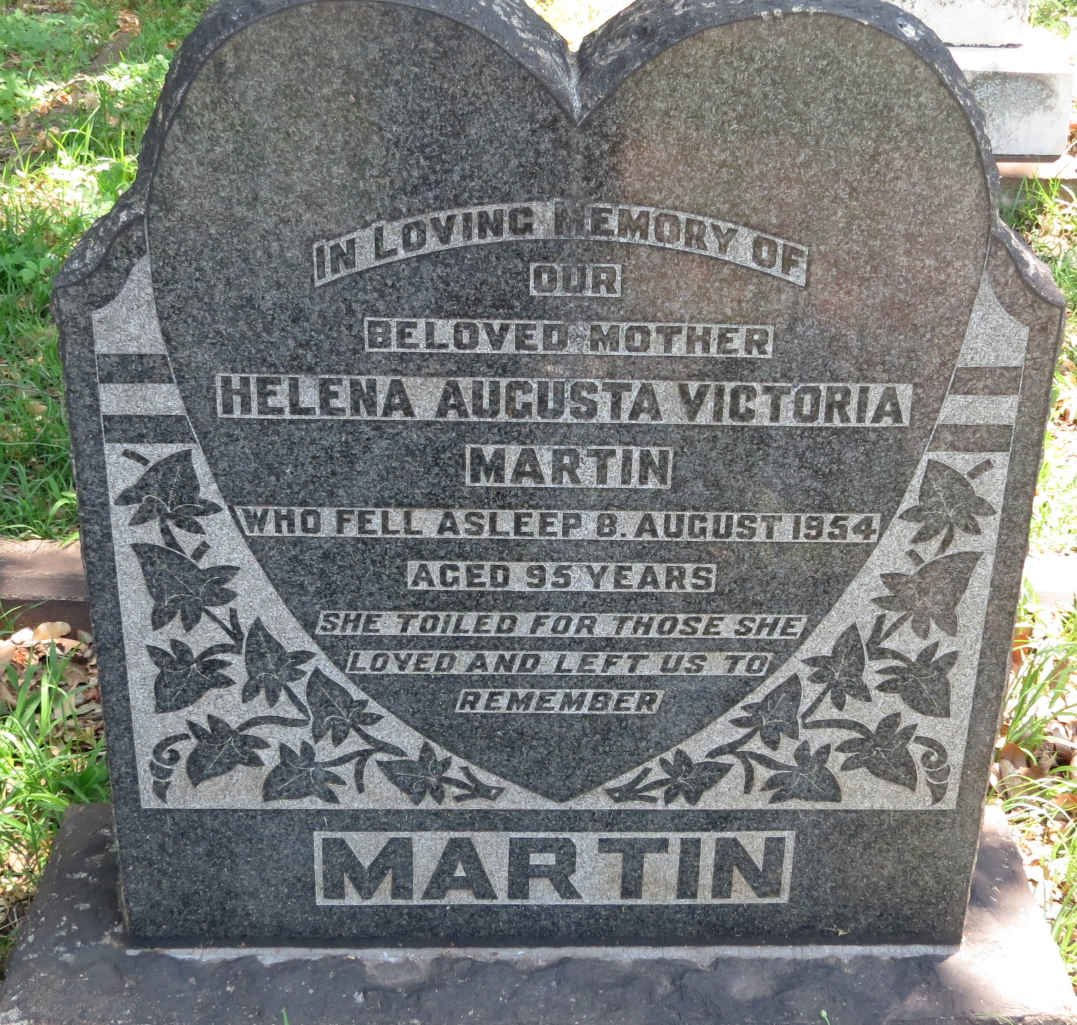 IN LOVING MEMORY OF
OUR
BELOVED MOTHER
HELENA AUGUSTA VICTORIA
MARTIN
WHO FELL ASLEEP 8. AUGUST 1954
AGED 95 YEARS
SHE TOILED FOR THOSE SHE
LOVED AND LEFT US TO
REMEMBER
MARTIN